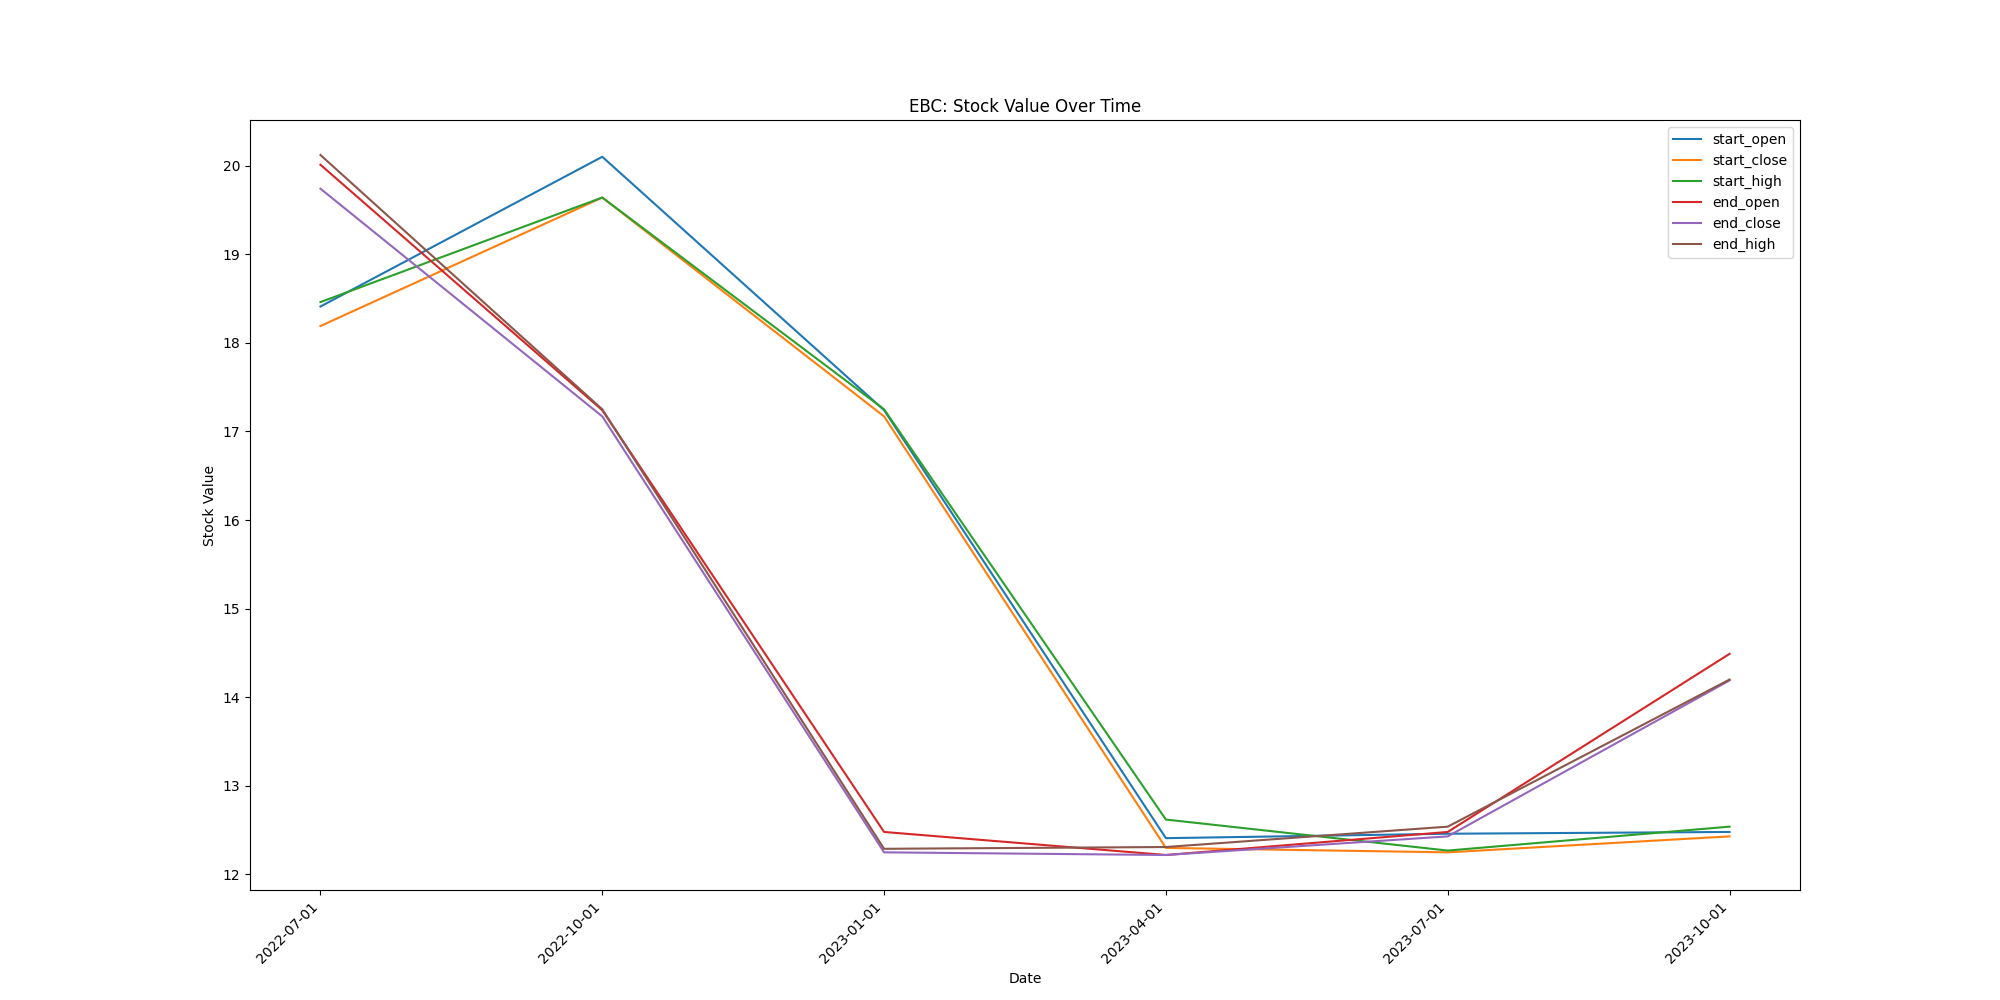 EBC: Stock Value Over Time
start_open
start_close
start_high
end_open
end_close
end_high
20
19
18
17
16
15
14
13
12
Stock Value
2022-07-01
2022-10-01
2023-01-01
2023-04-01
2023-07-01
2023-10-01
Date